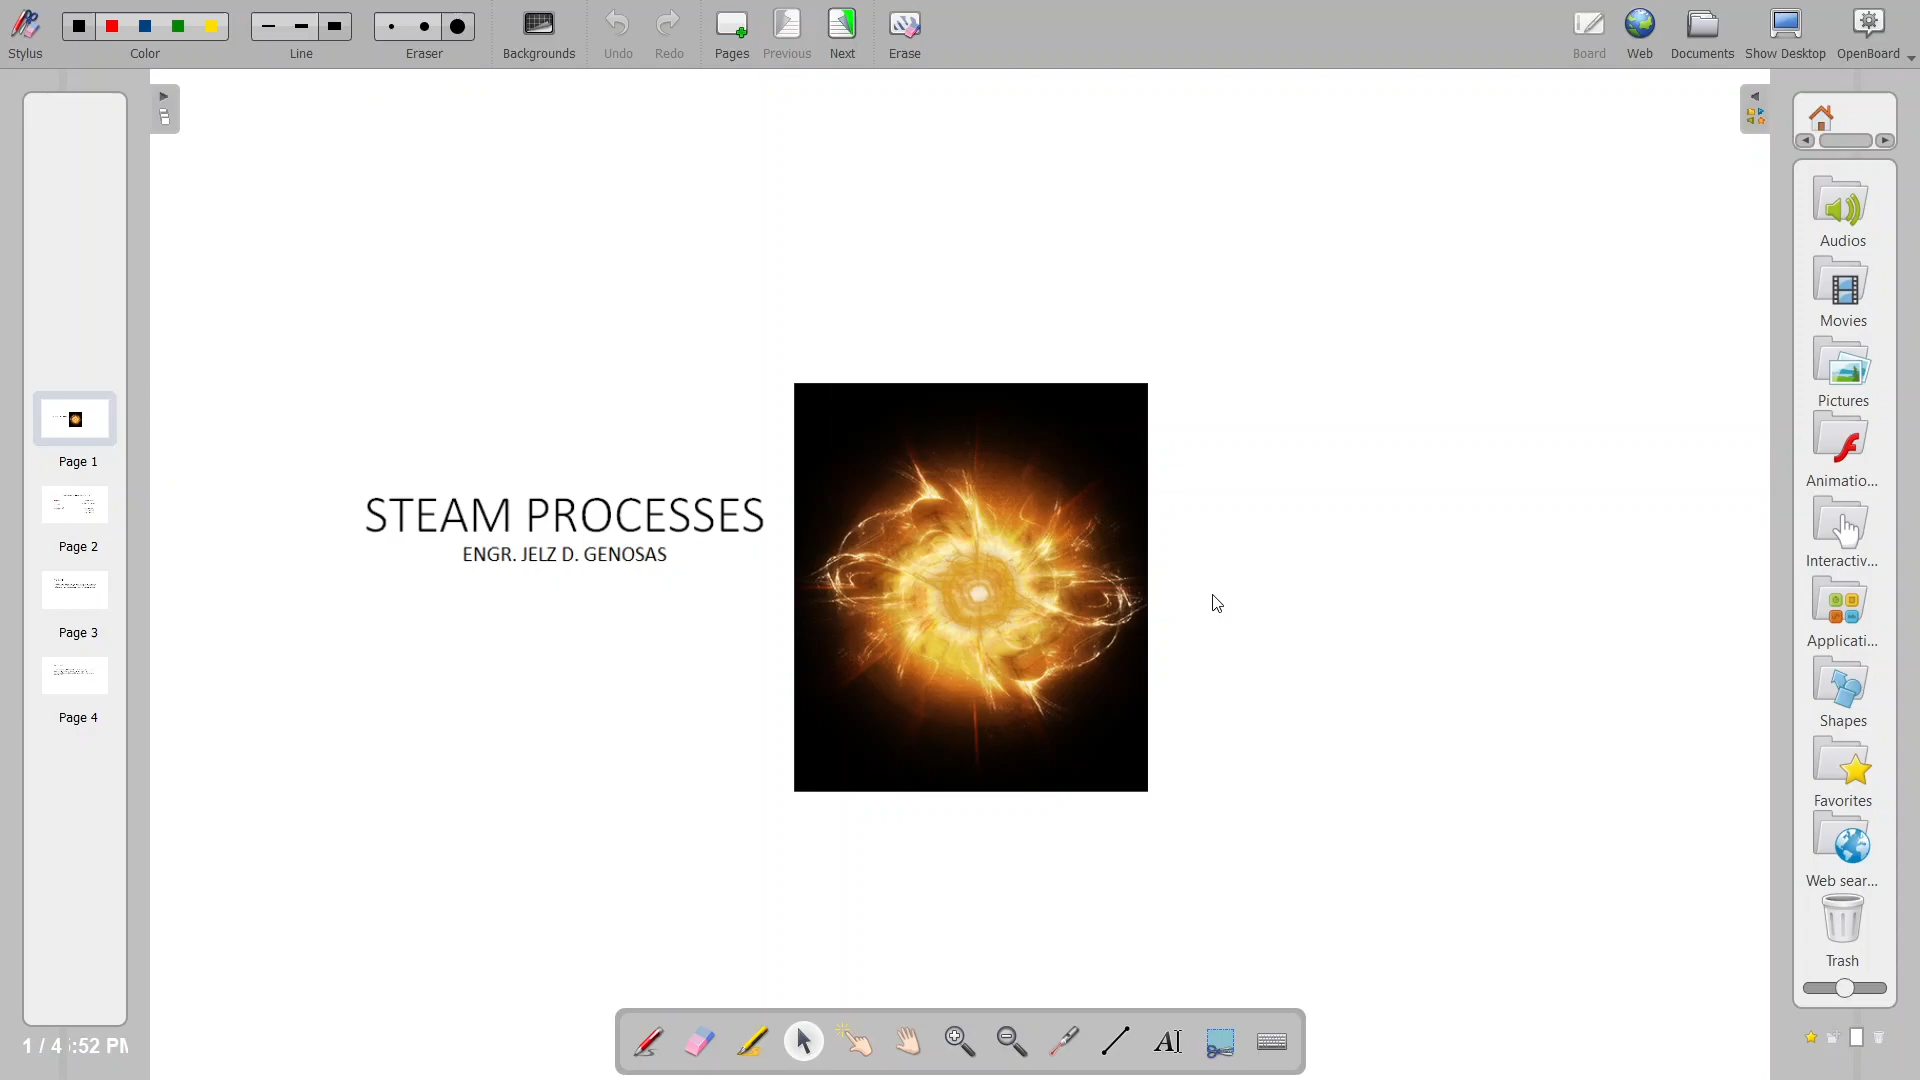 Stylus
Color
Line
Eraser
Backgrounds
Undo
Redo
Pages
Previous
Next
Erase
Board
Web
Documents
Show Desktop
OpenBoard
Page 1
Page 2
Page 3
Page 4
1 / 4
:52 PM
STEAM PROCESSES
ENGR. JELZ D. GENOSAS
Audios
Movies
Pictures
Animatio...
Interactiv...
Applicati...
Shapes
Favorites
Web sear...
Trash